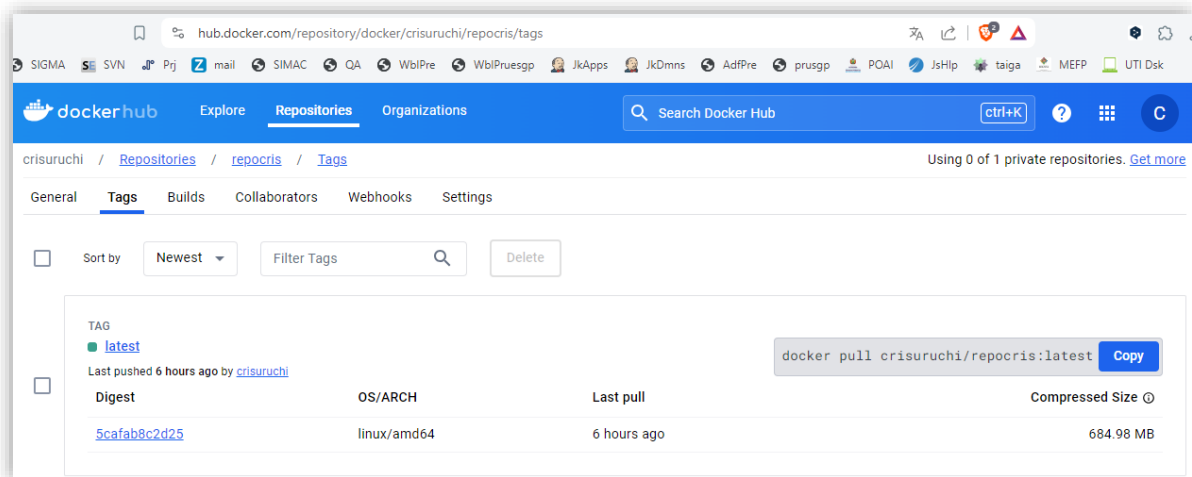 hub.docker.com/repository/docker/crisuruchi/repocris/tags
2
SIGMA SE SVN Prj Z mail SIMAC QA WblPre WblPruesgp JkApps JkDmns AdfPre prusgp POAI JsHlp taiga MEFP UTI Dsk
dockerhub Explore Repositories Organizations Search Docker Hub ctrl+K ? C
crisuruchi / Repositories / repocris / Tags Using 0 of 1 private repositories. Get more
General Tags Builds Collaborators Webhooks Settings
Sort by Newest Filter Tags Delete
TAG
latest
docker pull crisuruchi/repocris:latest Copy
Last pushed 6 hours ago by crisuruchi
Digest OS/ARCH Last pull Compressed Size
5cafab8c2d25 linux/amd64 6 hours ago 684.98 MB